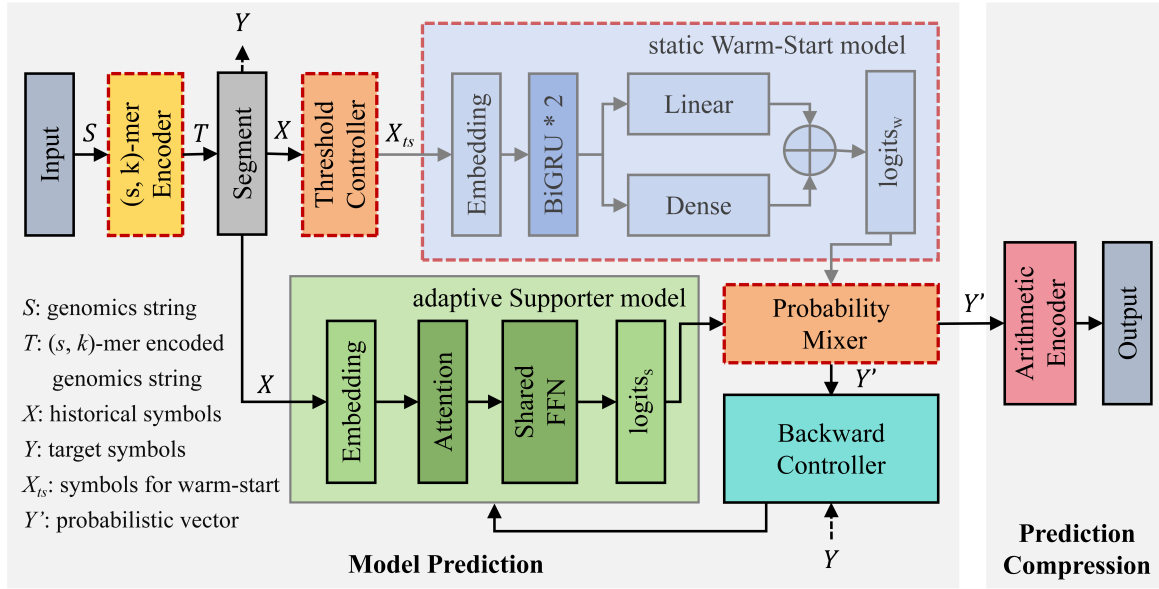 Y
static Warm-Start model
Input
S
(s, k)-mer
Encoder
T
Segment
X
Threshold
Controller
X_ts
Embedding
BiGRU * 2
Linear
Dense
logits_w
adaptive Supporter model
Embedding
Attention
Shared
FFN
logits_s
X
Probability
Mixer
Y'
Y'
Backward
Controller
Y
Arithmetic
Encoder
Output
S: genomics string
T: (s, k)-mer encoded
genomics string
X: historical symbols
Y: target symbols
X_ts: symbols for warm-start
Y': probabilistic vector
Model Prediction
Prediction
Compression